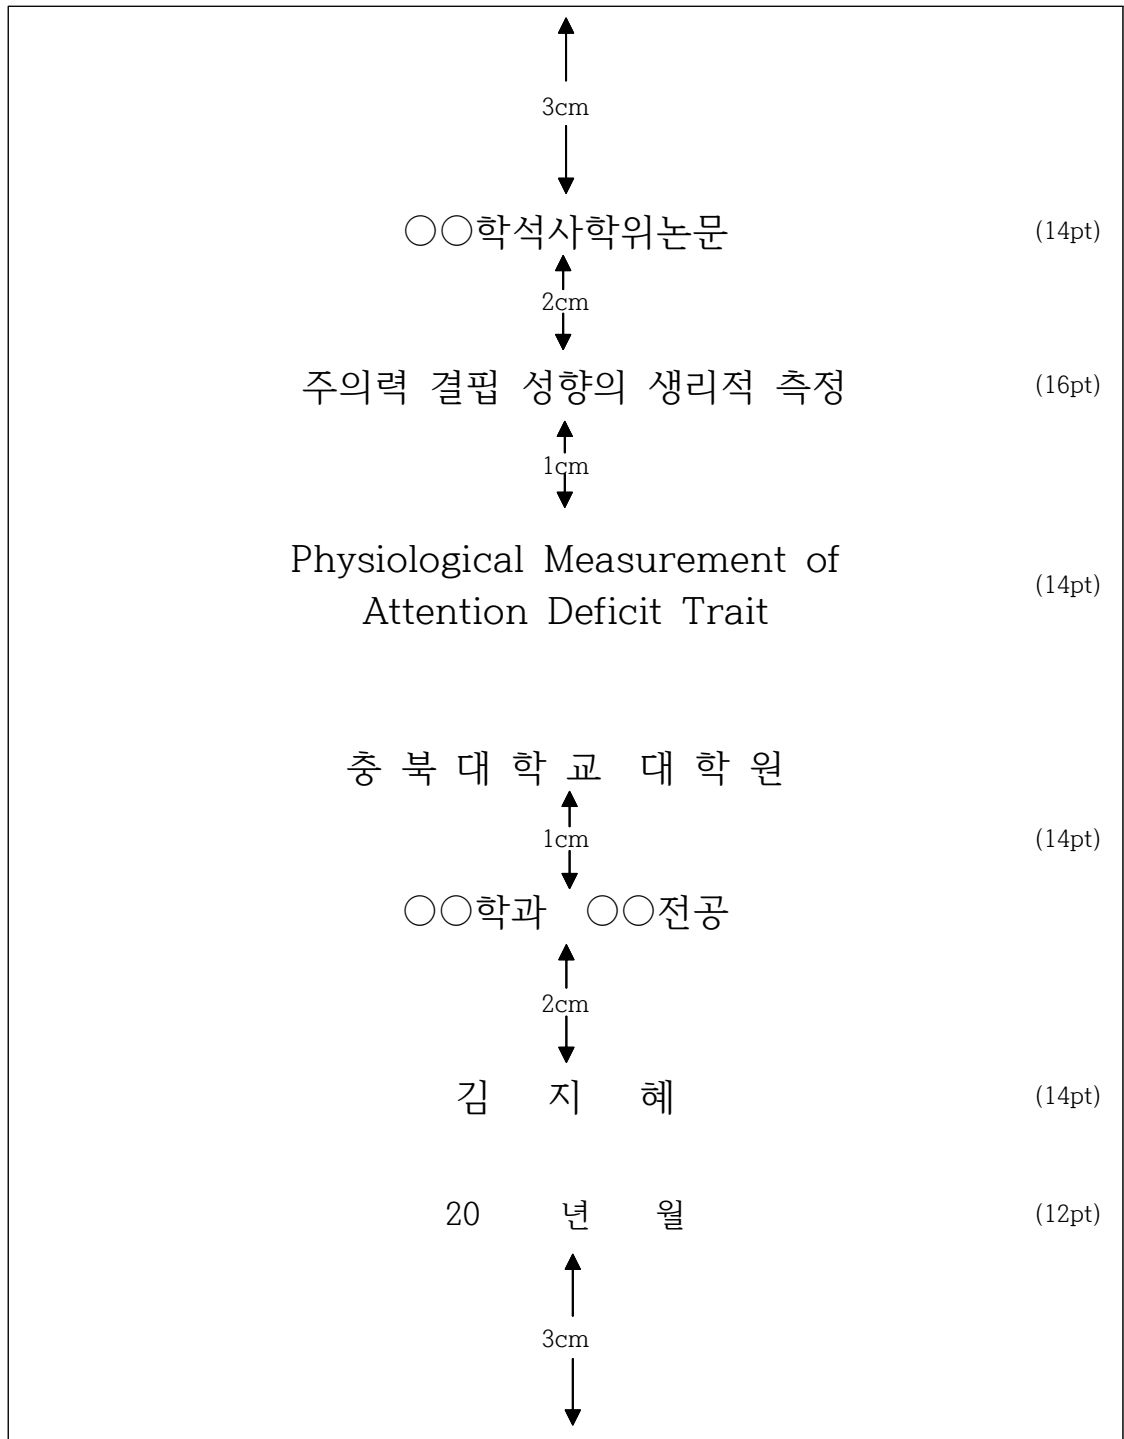 3cm
○○학석사학위논문 (14pt)
2cm
주의력 결핍 성향의 생리적 측정 (16pt)
1cm
Physiological Measurement of
Attention Deficit Trait
(14pt)
충 북 대 학 교 대 학 원
1cm (14pt)
○○학과 ○○전공
2cm
김 지 혜 (14pt)
20 년 월 (12pt)
3cm